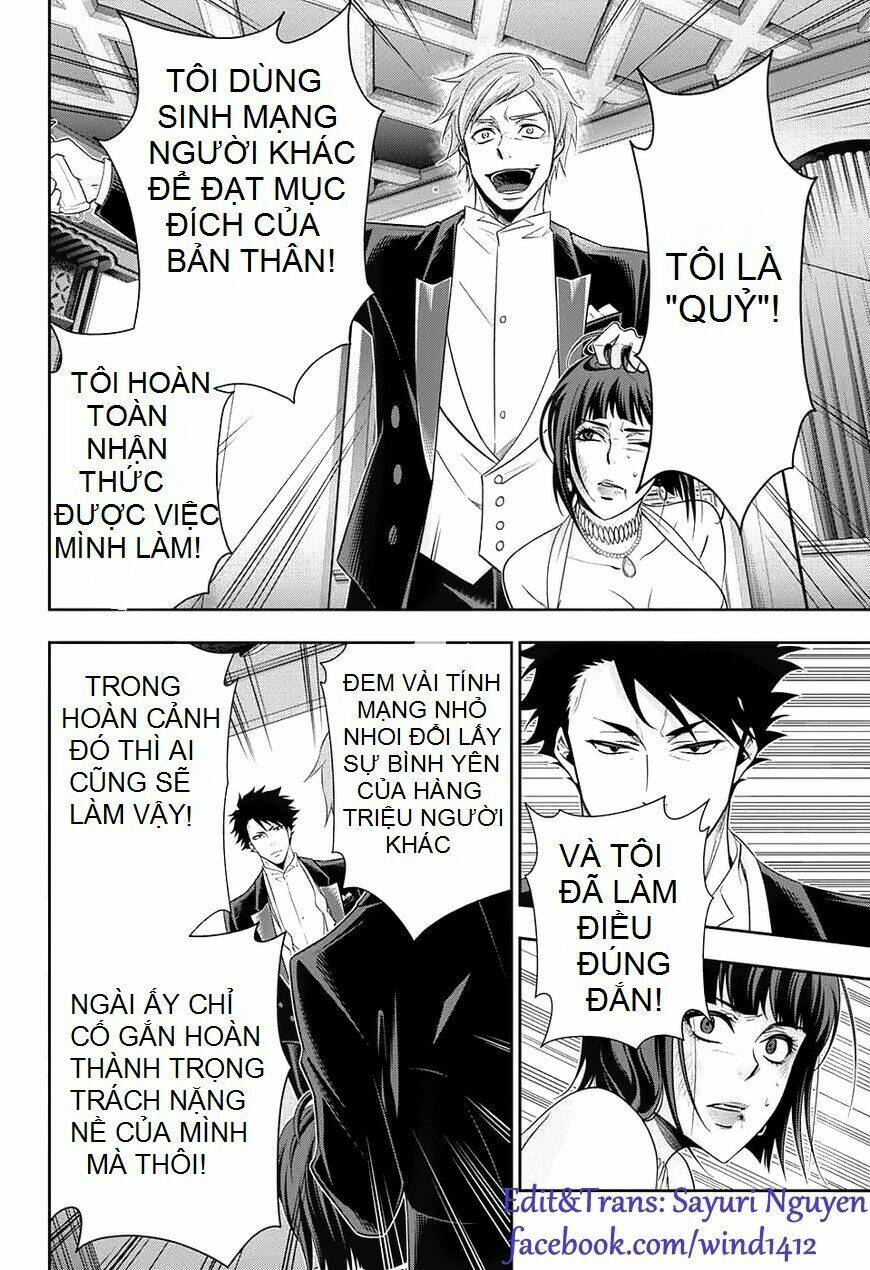 TÔI LÀ
"QUỶ"!
TÔI DÙNG
SINH MẠNG
NGƯỜI KHÁC
ĐỂ ĐẠT MỤC
ĐÍCH CỦA
BẢN THÂN!
TÔI HOÀN
TOÀN
NHẬN
THỨC
ĐƯỢC VIỆC
MÌNH LÀM!
VÀ TÔI
ĐÃ LÀM
ĐIỀU
ĐÚNG
ĐẮN!
ĐEM VÀI TÍNH
MẠNG NHỎ
NHOI ĐỔI LẤY
SỰ BÌNH YÊN
CỦA HÀNG
TRIỆU NGƯỜI
KHÁC
TRONG
HOÀN CẢNH
ĐÓ THÌ AI
CŨNG SẼ
LÀM VẬY!
NGÀI ẤY CHỈ
CỐ GẮN HOÀN
THÀNH TRỌNG
TRÁCH NẶNG
NỀ CỦA MÌNH
MÀ THÔI!
Edit&Trans: Sayuri Nguyen
facebook.com/wind1412